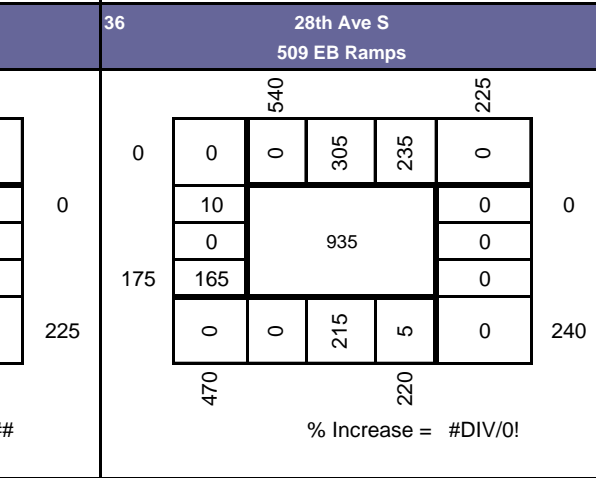 36 28th Ave S
509 EB Ramps
540 225
0 0 0 305 235 0
0 10 0 0
0 935 0
175 165 0
225 0 0 215 5 0 240
470 220
## % Increase = #DIV/0!